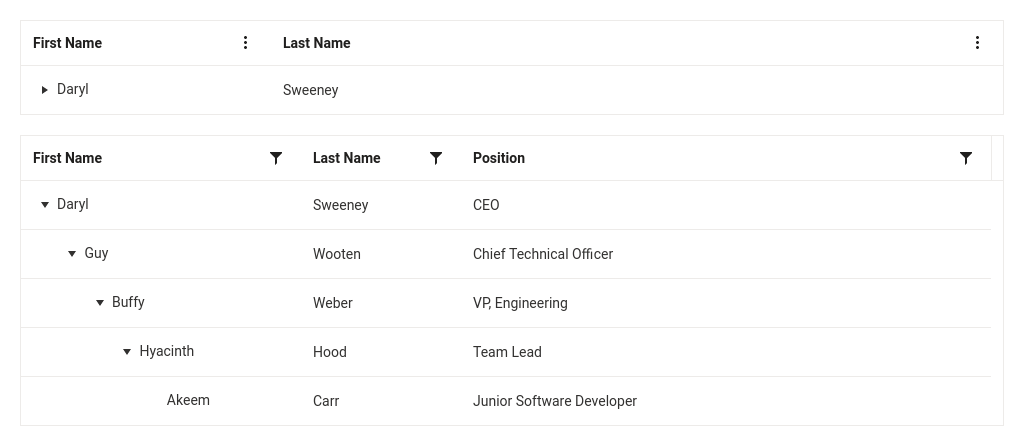 First Name Last Name
Daryl Sweeney
First Name Last Name Position
Daryl Sweeney CEO
Guy Wooten Chief Technical Officer
Buffy Weber VP, Engineering
Hyacinth Hood Team Lead
Akeem Carr Junior Software Developer